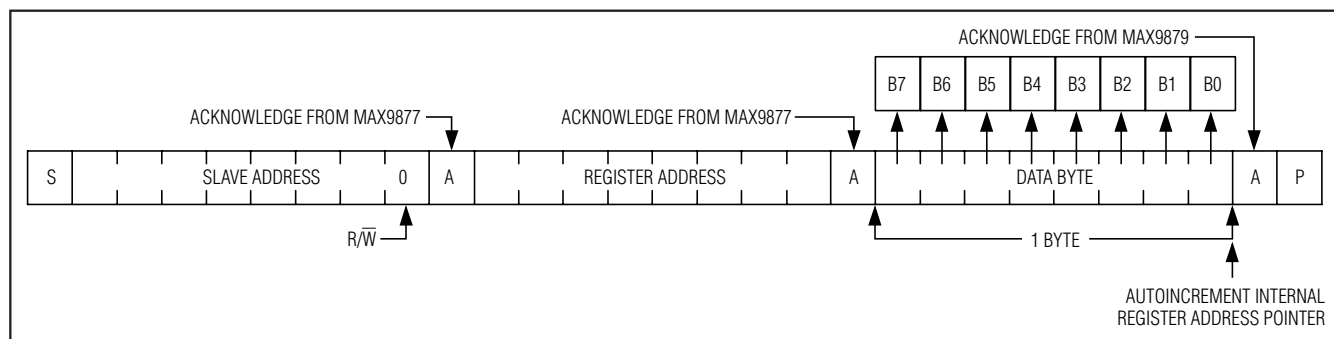 ACKNOWLEDGE FROM MAX9879
B7 B6 B5 B4 B3 B2 B1 B0
ACKNOWLEDGE FROM MAX9877 ACKNOWLEDGE FROM MAX9877
S SLAVE ADDRESS 0 A REGISTER ADDRESS A DATA BYTE A P
R/W̅ 1 BYTE
AUTOINCREMENT INTERNAL
REGISTER ADDRESS POINTER